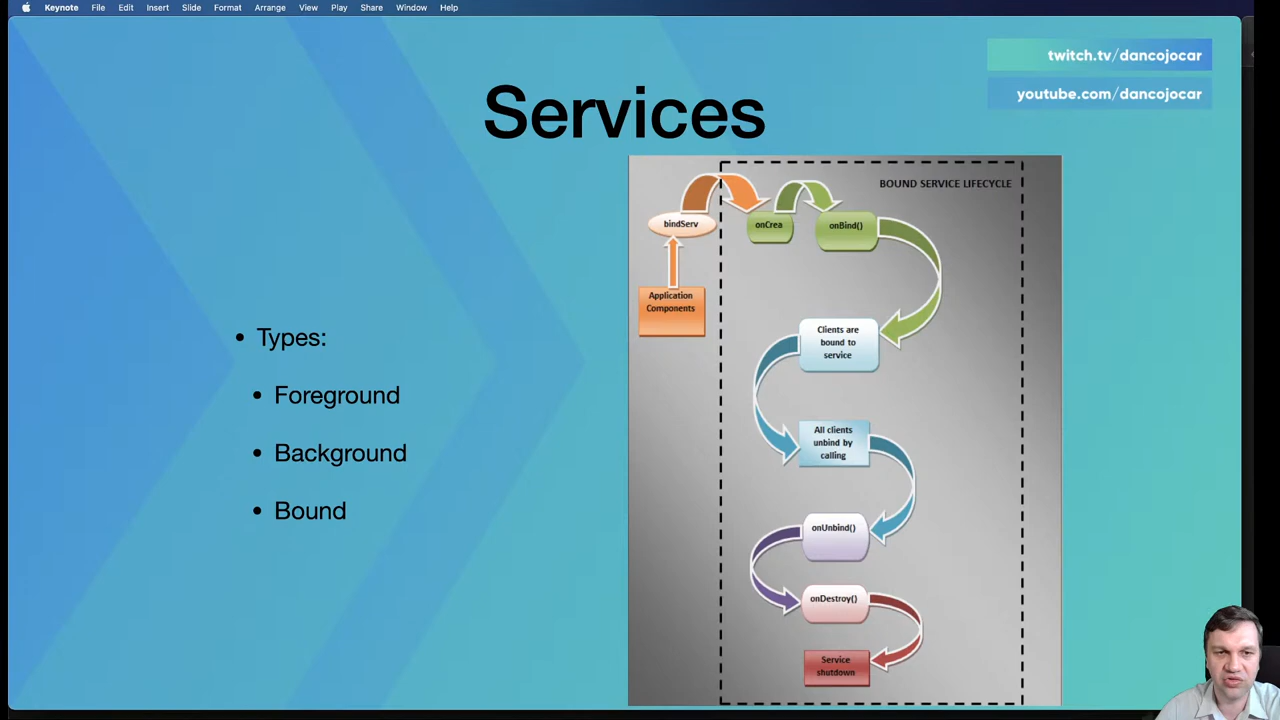 Keynote File Edit Insert Slide Format Arrange View Play Share Window Help
twitch.tv/dancojocar
youtube.com/dancojocar
Services
• Types:
• Foreground
• Background
• Bound
BOUND SERVICE LIFECYCLE
bindServ
onCrea
onBind()
Application
Components
Clients are
bound to
service
All clients
unbind by
calling
onUnbind()
onDestroy()
Service
shutdown